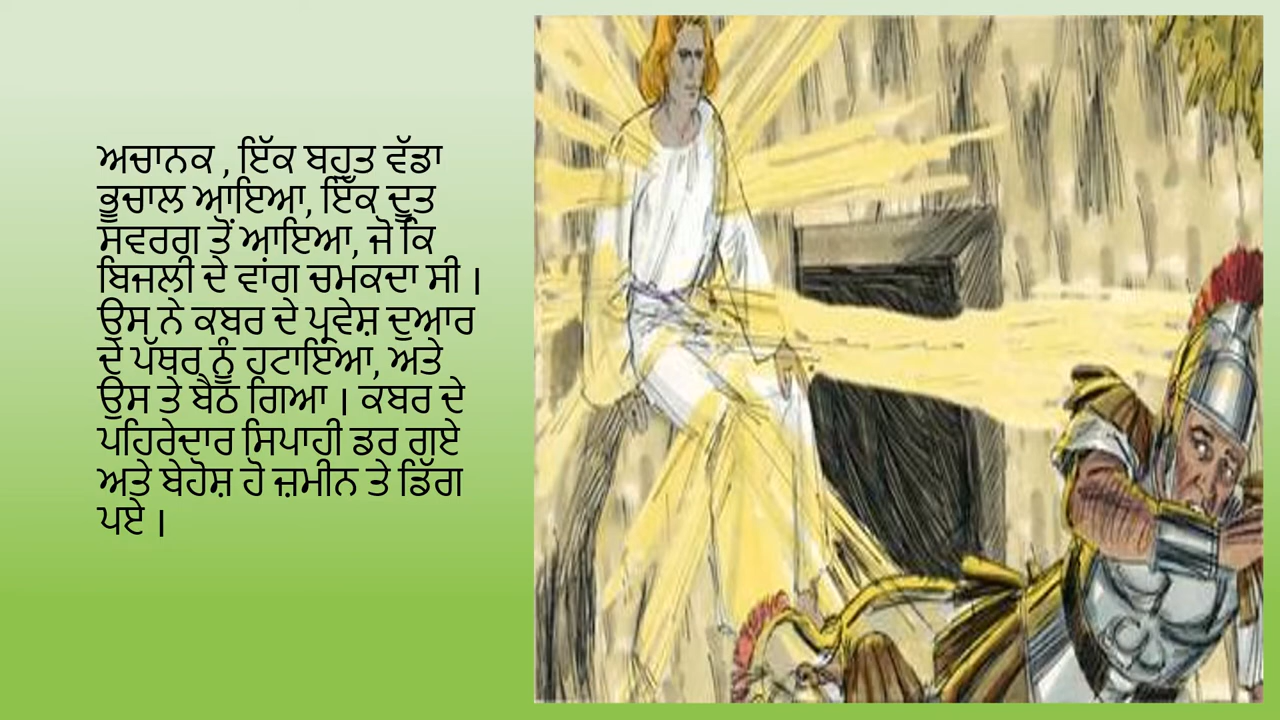 ਅਚਾਨਕ , ਇੱਕ ਬਹੁਤ ਵੱਡਾ
ਭੂਚਾਲ ਆਇਆ, ਇੱਕ ਦੂਤ
ਸਵਰਗ ਤੋਂ ਆਇਆ, ਜੋ ਕਿ
ਬਿਜਲੀ ਦੇ ਵਾਂਗ ਚਮਕਦਾ ਸੀ ।
ਉਸ ਨੇ ਕਬਰ ਦੇ ਪ੍ਰਵੇਸ਼ ਦੁਆਰ
ਦੇ ਪੱਥਰ ਨੂੰ ਹਟਾਇਆ, ਅਤੇ
ਉਸ ਤੇ ਬੈਠ ਗਿਆ । ਕਬਰ ਦੇ
ਪਹਿਰੇਦਾਰ ਸਿਪਾਹੀ ਡਰ ਗਏ
ਅਤੇ ਬੇਹੋਸ਼ ਹੋ ਜ਼ਮੀਨ ਤੇ ਡਿੱਗ
ਪਏ ।